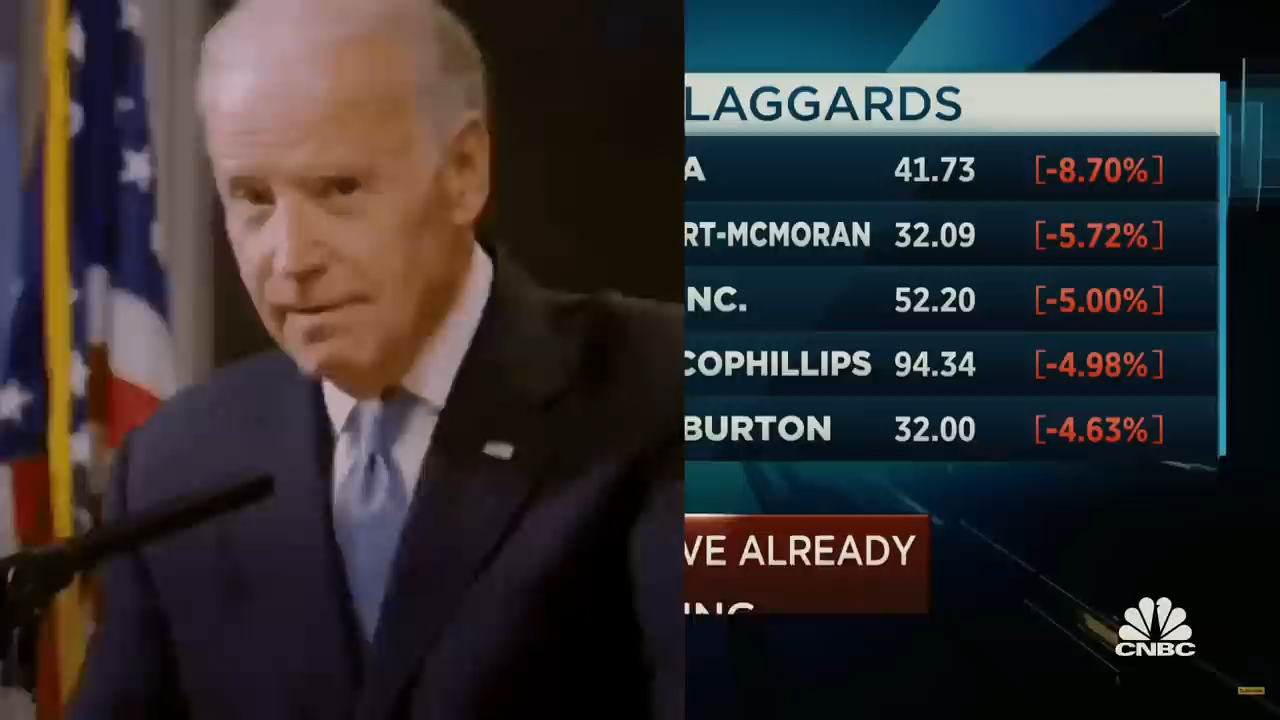 LAGGARDS
A 41.73 [-8.70%]
RT-MCMORAN 32.09 [-5.72%]
NC. 52.20 [-5.00%]
COPHILLIPS 94.34 [-4.98%]
BURTON 32.00 [-4.63%]
VE ALREADY
CNBC